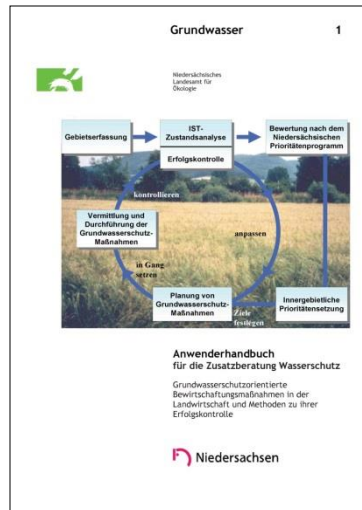 Grundwasser 1
Niedersächsisches
Landesamt für
Ökologie
Gebietserfassung
IST-
Zustandsanalyse
Erfolgskontrolle
Bewertung nach dem
Niedersächsischen
Prioritätenprogramm
kontrollieren
Vermittlung und
Durchführung der
Grundwasserschutz-
Maßnahmen
anpassen
in Gang
setzen
Planung von
Grundwasserschutz-
Maßnahmen
Ziele
festlegen
Innergebietliche
Prioritätensetzung
Anwenderhandbuch
für die Zusatzberatung Wasserschutz
Grundwasserschutzorientierte
Bewirtschaftungsmaßnahmen in der
Landwirtschaft und Methoden zu ihrer
Erfolgskontrolle
Niedersachsen